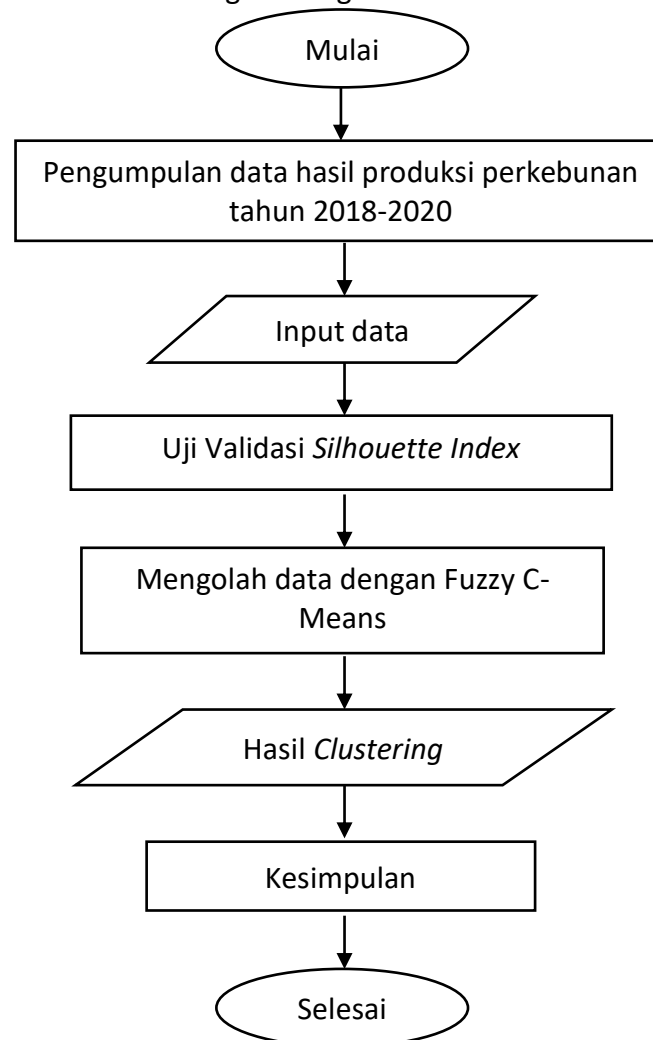 Mulai
Pengumpulan data hasil produksi perkebunan
tahun 2018-2020
Input data
Uji Validasi Silhouette Index
Mengolah data dengan Fuzzy C-
Means
Hasil Clustering
Kesimpulan
Selesai